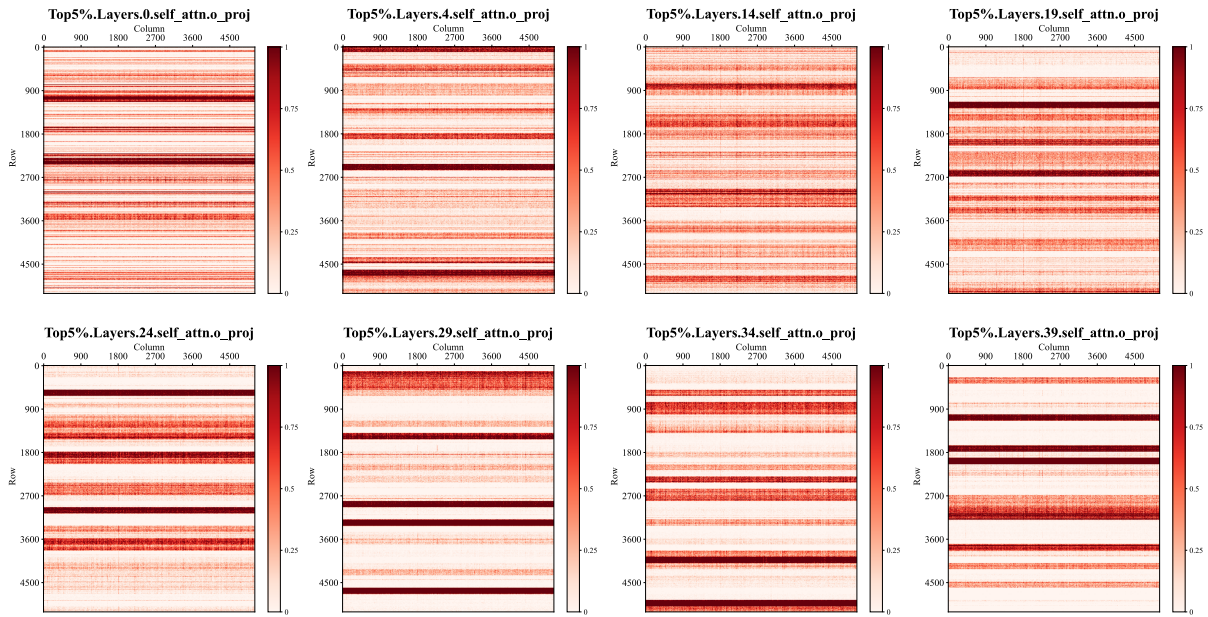 Top5%.Layers.0.self_attn.o_proj
Column
0 900 1800 2700 3600 4500
Row
0
900
1800
2700
3600
4500
1
0.75
0.5
0.25
0
Top5%.Layers.4.self_attn.o_proj
Column
0 900 1800 2700 3600 4500
Row
0
900
1800
2700
3600
4500
1
0.75
0.5
0.25
0
Top5%.Layers.14.self_attn.o_proj
Column
0 900 1800 2700 3600 4500
Row
0
900
1800
2700
3600
4500
1
0.75
0.5
0.25
0
Top5%.Layers.19.self_attn.o_proj
Column
0 900 1800 2700 3600 4500
Row
0
900
1800
2700
3600
4500
1
0.75
0.5
0.25
0
Top5%.Layers.24.self_attn.o_proj
Column
0 900 1800 2700 3600 4500
Row
0
900
1800
2700
3600
4500
1
0.75
0.5
0.25
0
Top5%.Layers.29.self_attn.o_proj
Column
0 900 1800 2700 3600 4500
Row
0
900
1800
2700
3600
4500
1
0.75
0.5
0.25
0
Top5%.Layers.34.self_attn.o_proj
Column
0 900 1800 2700 3600 4500
Row
0
900
1800
2700
3600
4500
1
0.75
0.5
0.25
0
Top5%.Layers.39.self_attn.o_proj
Column
0 900 1800 2700 3600 4500
Row
0
900
1800
2700
3600
4500
1
0.75
0.5
0.25
0